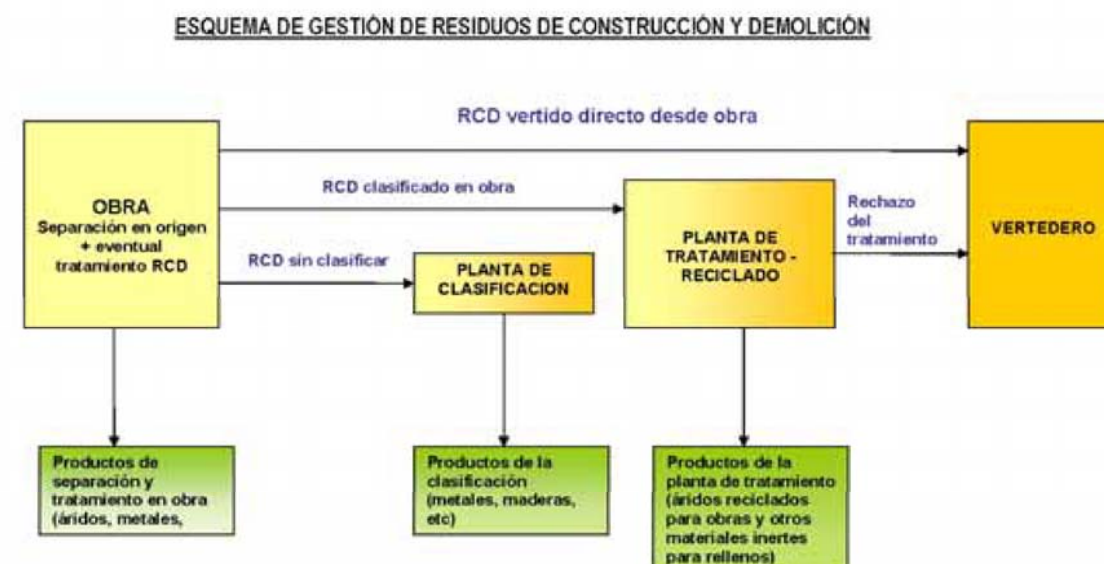 ESQUEMA DE GESTIÓN DE RESIDUOS DE CONSTRUCCIÓN Y DEMOLICIÓN
RCD vertido directo desde obra
OBRA
Separación en origen
+ eventual
tratamiento RCD
RCD clasificado en obra
RCD sin clasificar
PLANTA DE
CLASIFICACION
PLANTA DE
TRATAMIENTO -
RECICLADO
Rechazo
del
tratamiento
VERTEDERO
Productos de
separación y
tratamiento en obra
(áridos, metales,
Productos de la
clasificación
(metales, maderas,
etc)
Productos de la
planta de tratamiento
(áridos reciclados
para obras y otros
materiales inertes
para rellenos)